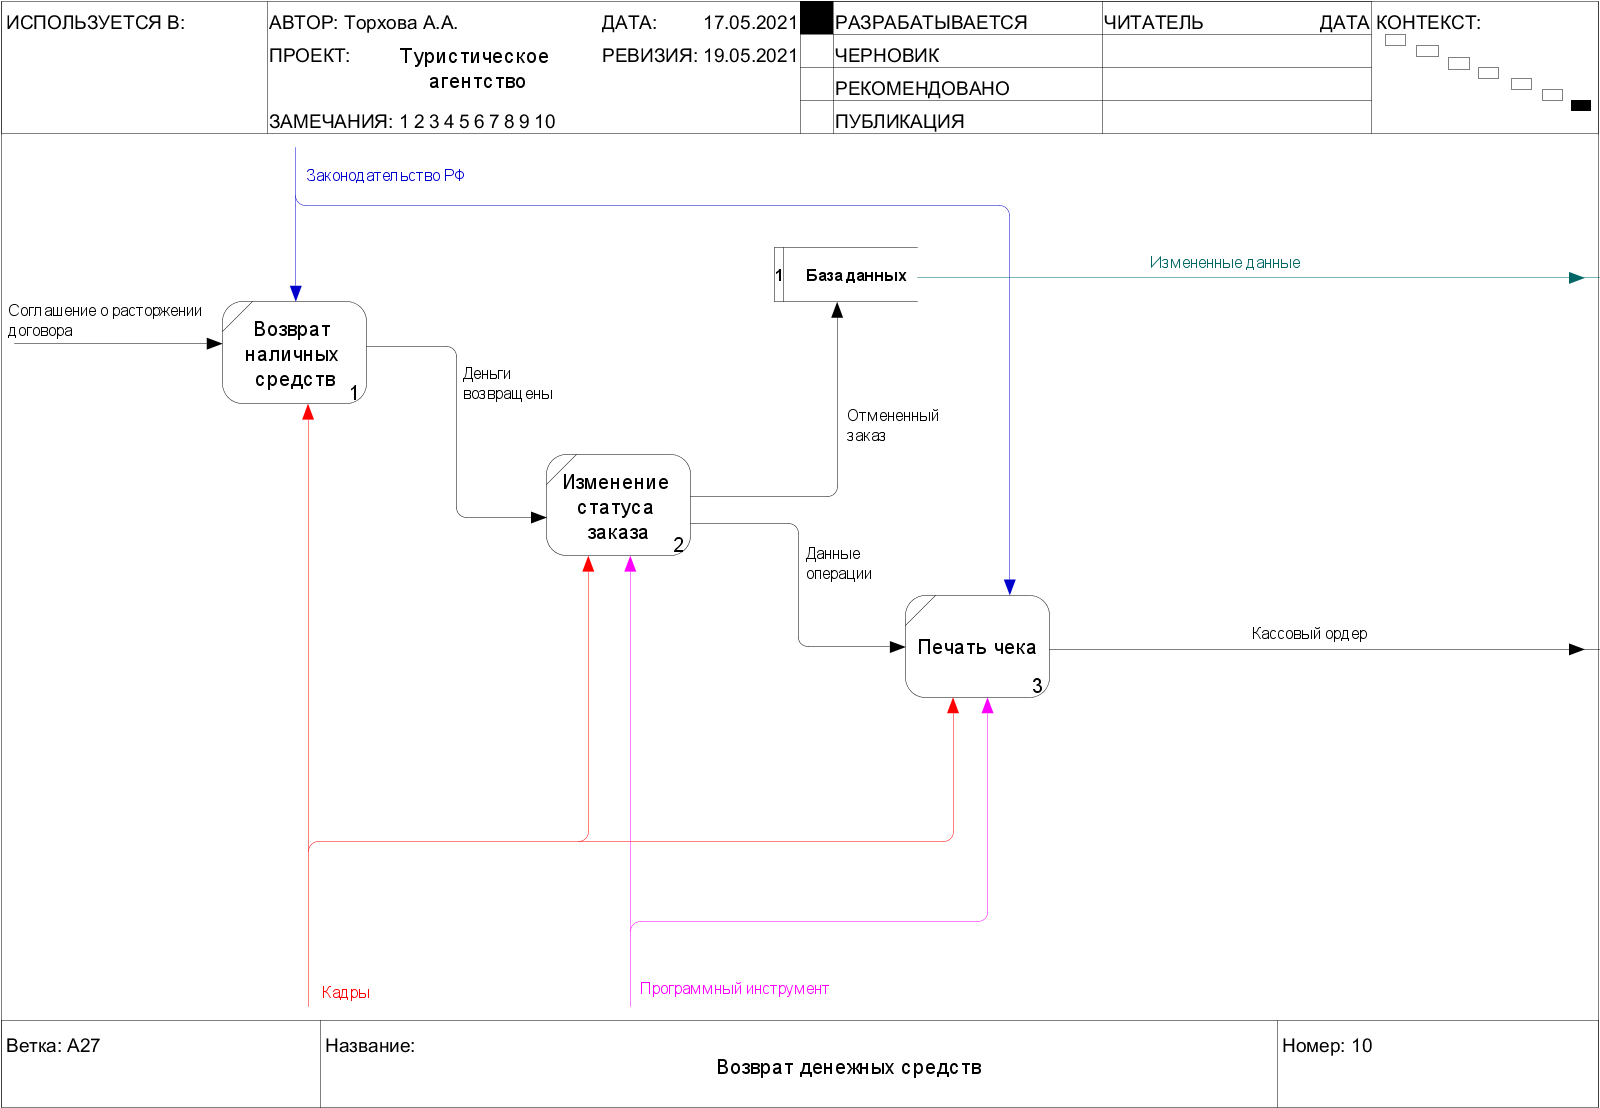 ИСПОЛЬЗУЕТСЯ В:
АВТОР: Торхова А.А.
ДАТА: 17.05.2021
ПРОЕКТ: Туристическое
агентство
РЕВИЗИЯ: 19.05.2021
ЗАМЕЧАНИЯ: 1 2 3 4 5 6 7 8 9 10
РАЗРАБАТЫВАЕТСЯ
ЧЕРНОВИК
РЕКОМЕНДОВАНО
ПУБЛИКАЦИЯ
ЧИТАТЕЛЬ ДАТА
КОНТЕКСТ:
Законодательство РФ
1 База данных
Измененные данные
Соглашение о расторжении
договора
Возврат
наличных
средств
1
Деньги
возвращены
Отмененный
заказ
Изменение
статуса
заказа
2
Данные
операции
Печать чека
3
Кассовый ордер
Кадры
Программный инструмент
Ветка: A27
Название:
Возврат денежных средств
Номер: 10